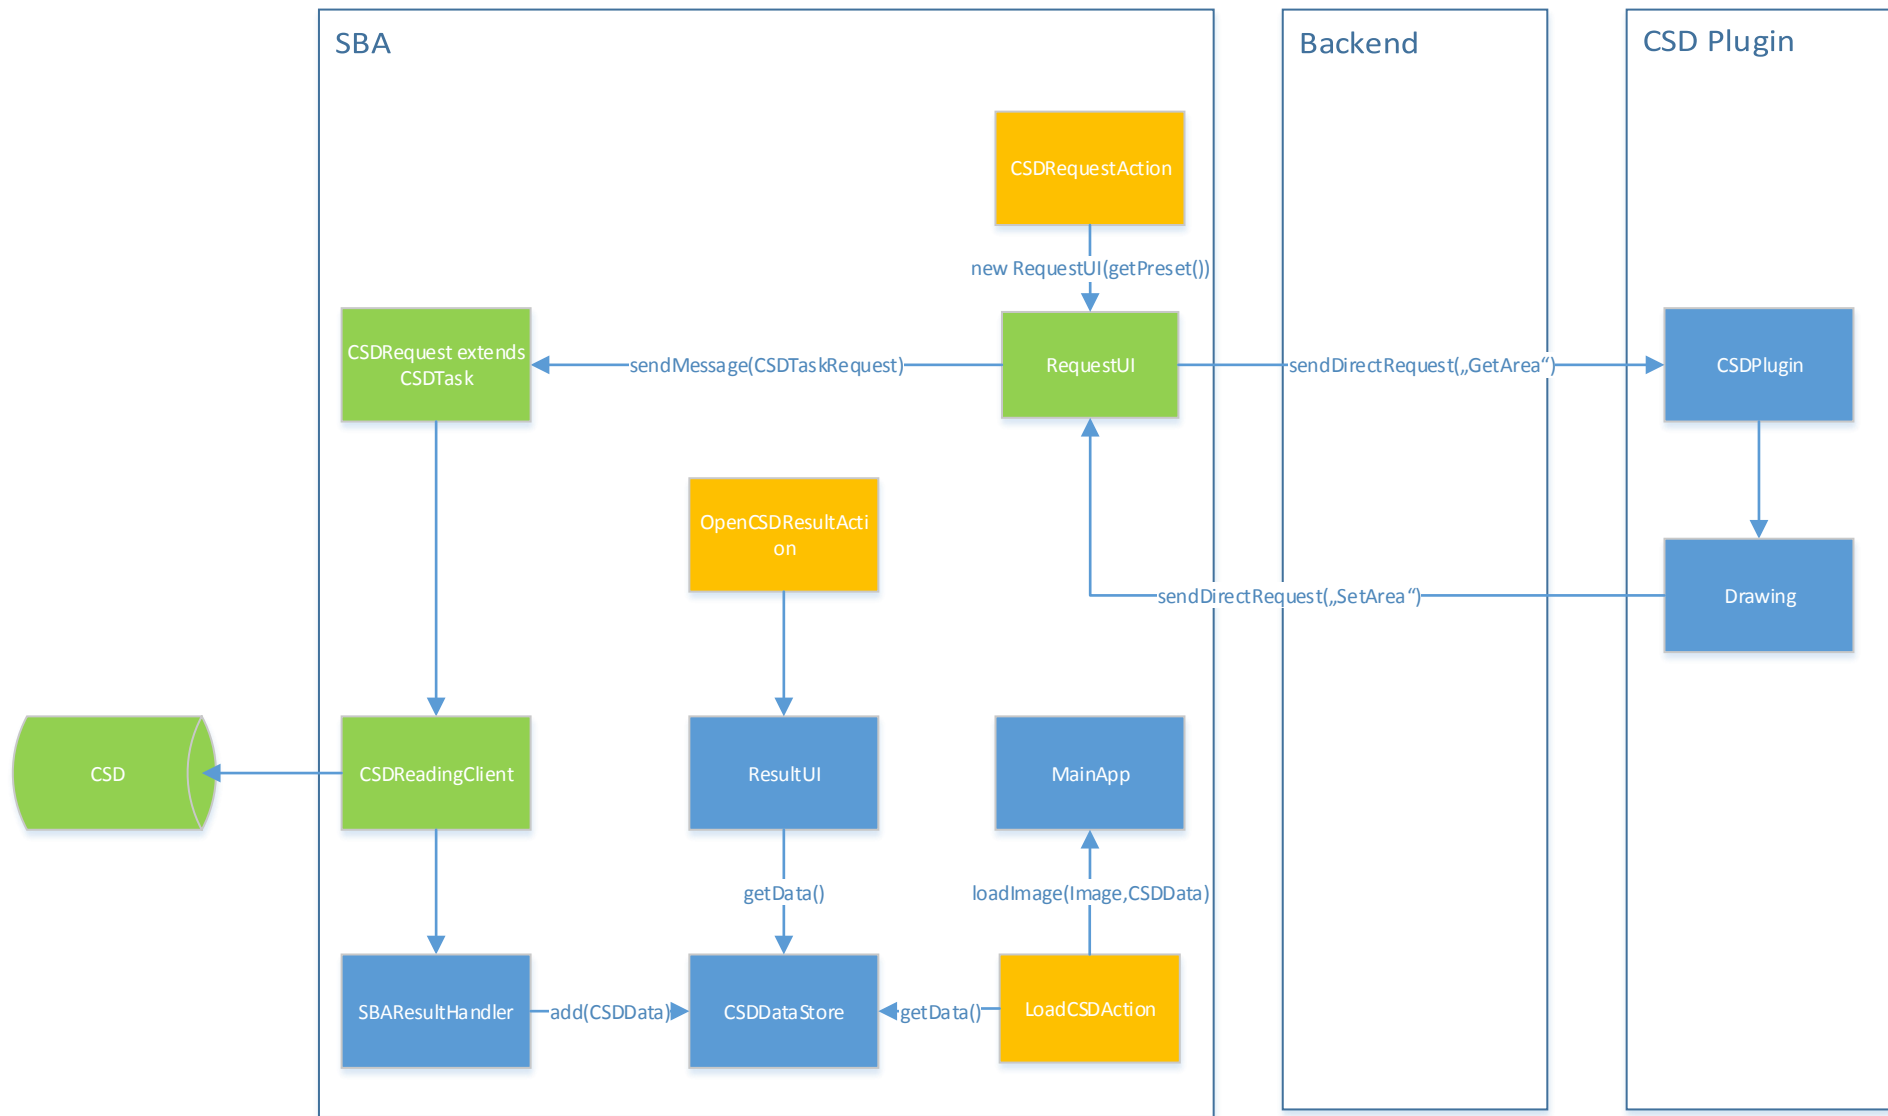 SBA
Backend
CSD Plugin
CSDRequestAction
new RequestUI(getPreset())
CSDRequest extends
CSDTask
sendMessage(CSDTaskRequest)
RequestUI
sendDirectRequest(„GetArea“)
CSDPlugin
OpenCSDResultActi
on
sendDirectRequest(„SetArea“)
Drawing
CSD
CSDReadingClient
ResultUI
MainApp
getData()
loadImage(Image,CSDData)
SBAResultHandler
add(CSDData)
CSDDataStore
getData()
LoadCSDAction